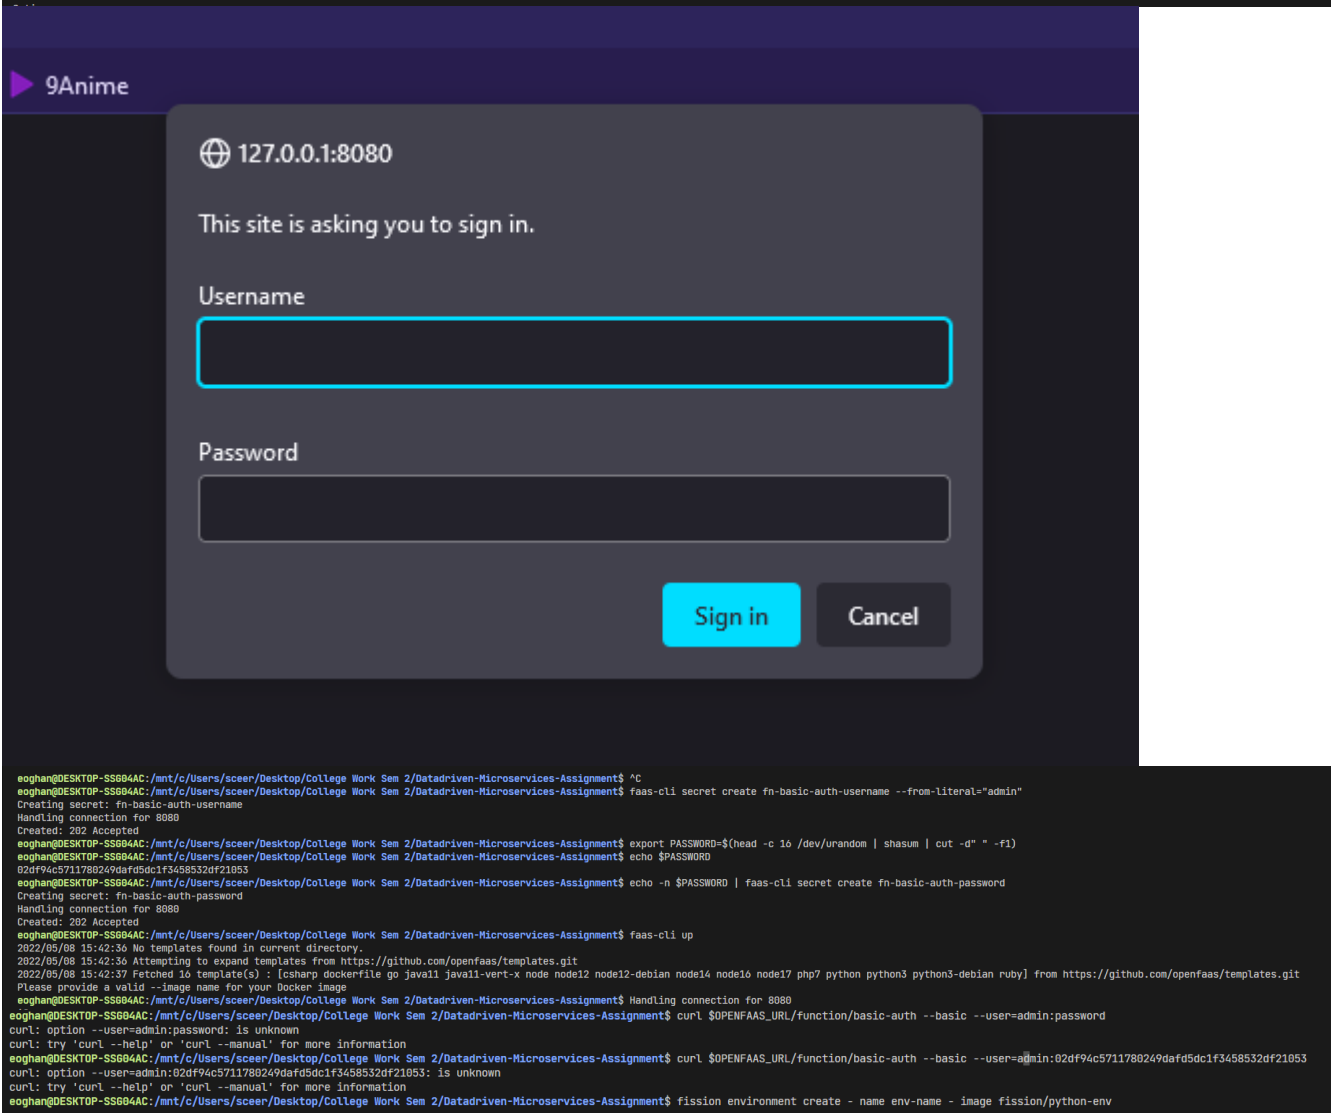 9Anime
127.0.0.1:8080
This site is asking you to sign in.
Username
Password
Sign in
Cancel
eoghan@DESKTOP-SSG04AC:/mnt/c/Users/sceer/Desktop/College Work Sem 2/Datadriven-Microservices-Assignment$ ^C
eoghan@DESKTOP-SSG04AC:/mnt/c/Users/sceer/Desktop/College Work Sem 2/Datadriven-Microservices-Assignment$ faas-cli secret create fn-basic-auth-username --from-literal="admin"
Creating secret: fn-basic-auth-username
Handling connection for 8080
Created: 202 Accepted
eoghan@DESKTOP-SSG04AC:/mnt/c/Users/sceer/Desktop/College Work Sem 2/Datadriven-Microservices-Assignment$ export PASSWORD=$(head -c 16 /dev/urandom | shasum | cut -d" " -f1)
eoghan@DESKTOP-SSG04AC:/mnt/c/Users/sceer/Desktop/College Work Sem 2/Datadriven-Microservices-Assignment$ echo $PASSWORD
02df94c5711780249dafd5dc1f3458532df21053
eoghan@DESKTOP-SSG04AC:/mnt/c/Users/sceer/Desktop/College Work Sem 2/Datadriven-Microservices-Assignment$ echo -n $PASSWORD | faas-cli secret create fn-basic-auth-password
Creating secret: fn-basic-auth-password
Handling connection for 8080
Created: 202 Accepted
eoghan@DESKTOP-SSG04AC:/mnt/c/Users/sceer/Desktop/College Work Sem 2/Datadriven-Microservices-Assignment$ faas-cli up
2022/05/08 15:42:36 No templates found in current directory.
2022/05/08 15:42:36 Attempting to expand templates from https://github.com/openfaas/templates.git
2022/05/08 15:42:37 Fetched 16 template(s) : [csharp dockerfile go java11 java11-vert-x node node12 node12-debian node14 node16 node17 php7 python python3 python3-debian ruby] from https://github.com/openfaas/templates.git
Please provide a valid --image name for your Docker image
eoghan@DESKTOP-SSG04AC:/mnt/c/Users/sceer/Desktop/College Work Sem 2/Datadriven-Microservices-Assignment$ Handling connection for 8080
eoghan@DESKTOP-SSG04AC:/mnt/c/Users/sceer/Desktop/College Work Sem 2/Datadriven-Microservices-Assignment$ curl $OPENFAAS_URL/function/basic-auth --basic --user=admin:password
curl: option --user=admin:password: is unknown
curl: try 'curl --help' or 'curl --manual' for more information
eoghan@DESKTOP-SSG04AC:/mnt/c/Users/sceer/Desktop/College Work Sem 2/Datadriven-Microservices-Assignment$ curl $OPENFAAS_URL/function/basic-auth --basic --user=admin:02df94c5711780249dafd5dc1f3458532df21053
curl: option --user=admin:02df94c5711780249dafd5dc1f3458532df21053: is unknown
curl: try 'curl --help' or 'curl --manual' for more information
eoghan@DESKTOP-SSG04AC:/mnt/c/Users/sceer/Desktop/College Work Sem 2/Datadriven-Microservices-Assignment$ fission environment create - name env-name - image fission/python-env